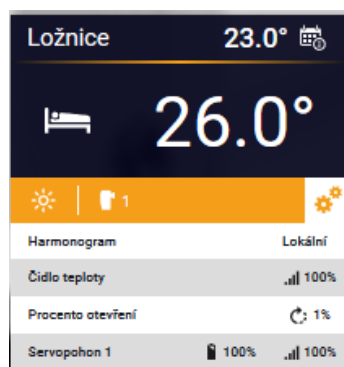 Ložnice 23.0°
26.0°
1
Harmonogram Lokální
Čidlo teploty 100%
Procento otevření 1%
Servopohon 1 100% 100%